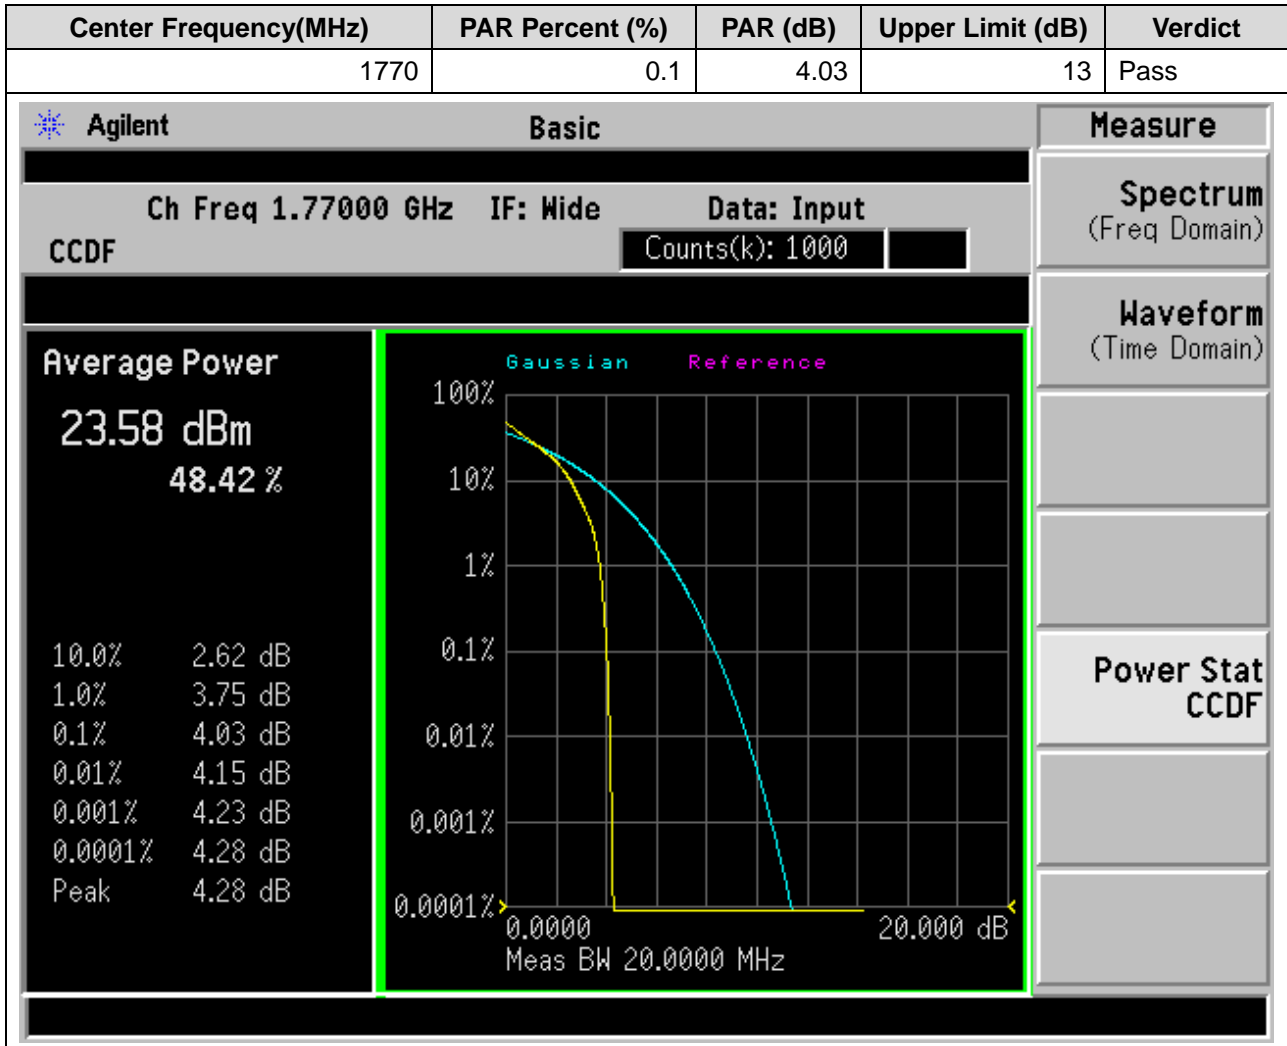 Center Frequency(MHz) PAR Percent (%) PAR (dB) Upper Limit (dB) Verdict
1770 0.1 4.03 13 Pass
Agilent Basic Measure
Ch Freq 1.77000 GHz IF: Wide Data: Input
CCDF Counts(k): 1000
Spectrum
(Freq Domain)
Waveform
(Time Domain)
Power Stat
CCDF
Average Power
23.58 dBm
48.42 %
10.0% 2.62 dB
1.0% 3.75 dB
0.1% 4.03 dB
0.01% 4.15 dB
0.001% 4.23 dB
0.0001% 4.28 dB
Peak 4.28 dB
Gaussian Reference
100%
10%
1%
0.1%
0.01%
0.001%
0.0001%
0.0000 20.000 dB
Meas BW 20.0000 MHz